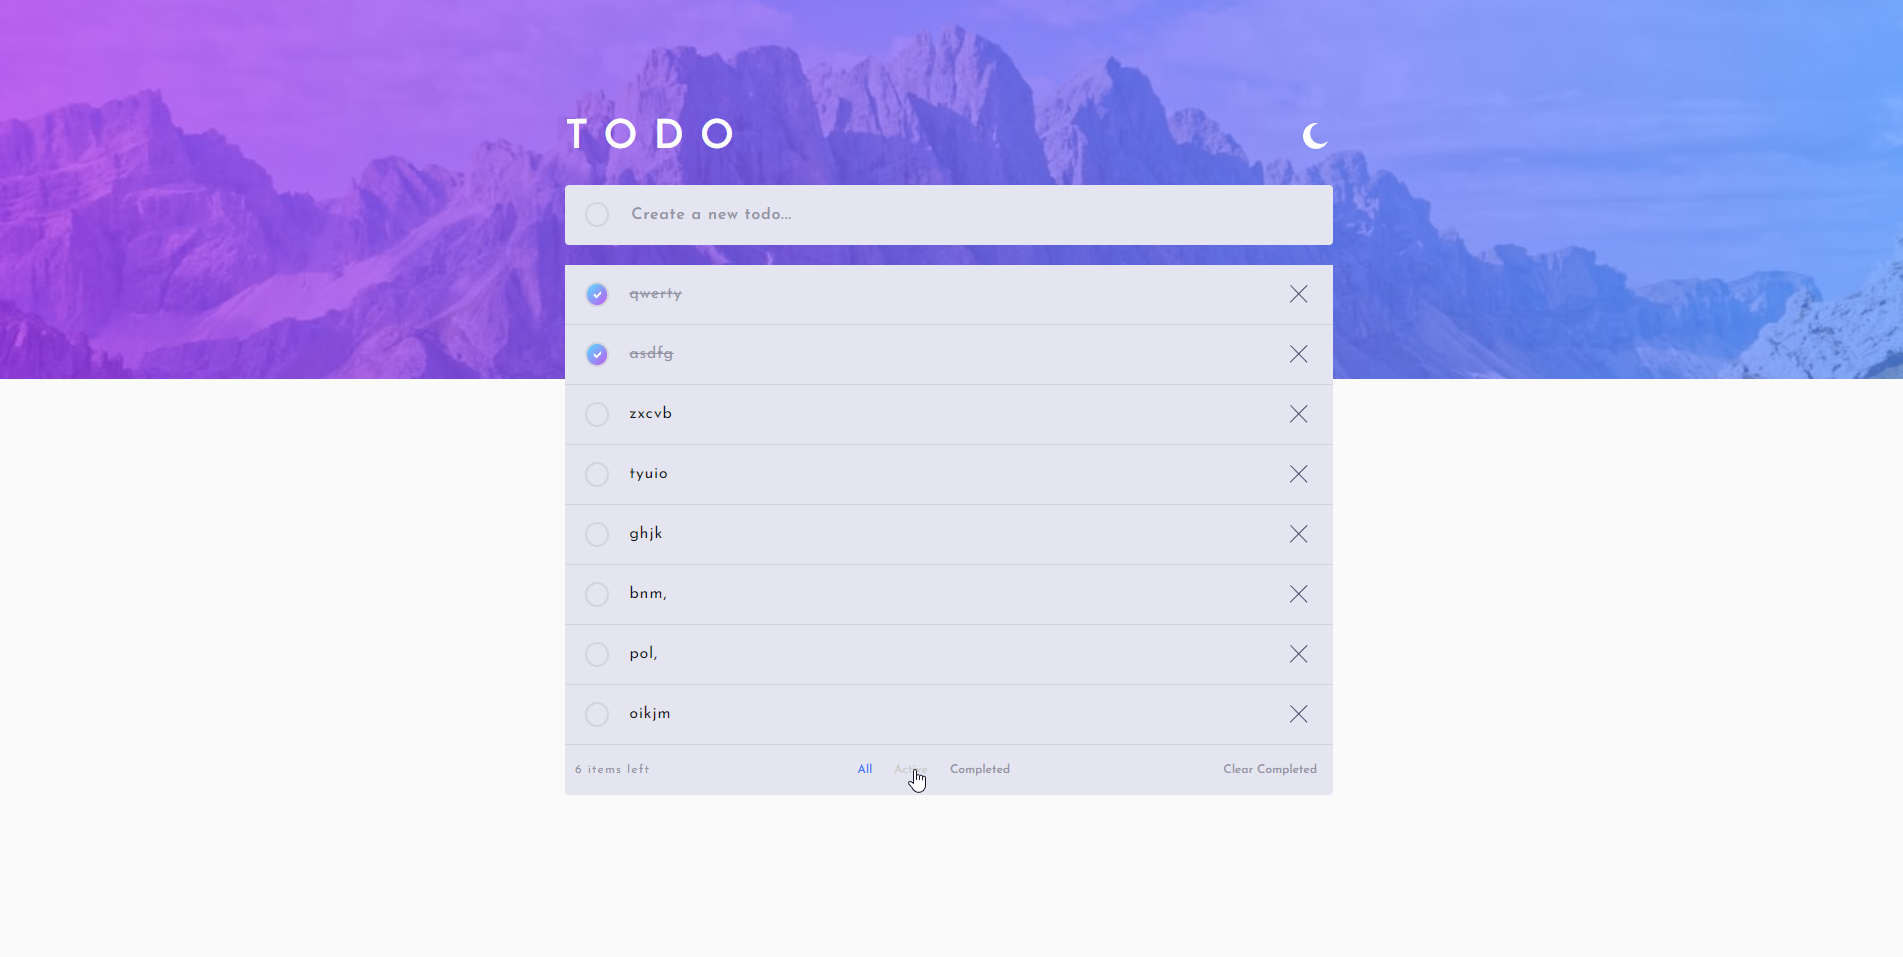 TODO
Create a new todo...
qwerty
asdfg
zxcvb
tyuio
ghjk
bnm,
pol,
oikjm
6 items left All Active Completed Clear Completed